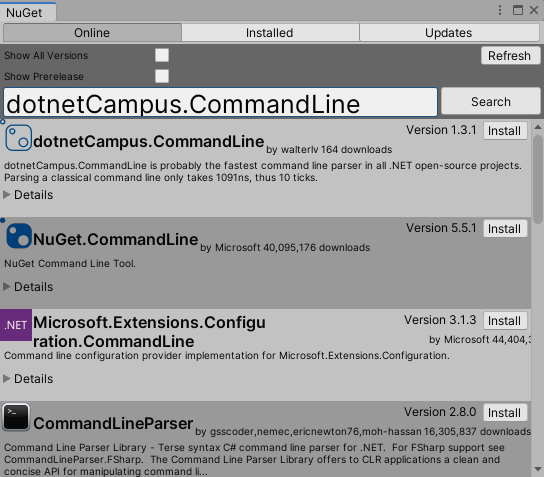 NuGet
Online Installed Updates
Show All Versions
Refresh
Show Prerelease
dotnetCampus.CommandLine
Search
dotnetCampus.CommandLine by walterlv 164 downloads Version 1.3.1 Install
dotnetCampus.CommandLine is probably the fastest command line parser in all .NET open-source projects.
Parsing a classical command line only takes 1091ns, thus 10 ticks.
Details
NuGet.CommandLine by Microsoft 40,095,176 downloads Version 5.5.1 Install
NuGet Command Line Tool.
Details
.NET
Microsoft.Extensions.Configu
ration.CommandLine
Version 3.1.3 Install
by Microsoft 44,404,
Command line configuration provider implementation for Microsoft.Extensions.Configuration.
Details
CommandLineParser by gsscoder,nemec,ericnewton76,moh-hassan 16,305,837 downloads Version 2.8.0 Install
Command Line Parser Library - Terse syntax C# command line parser for .NET. For FSharp support see
CommandLineParser.FSharp. The Command Line Parser Library offers to CLR applications a clean and
concise API for manipulating command li...